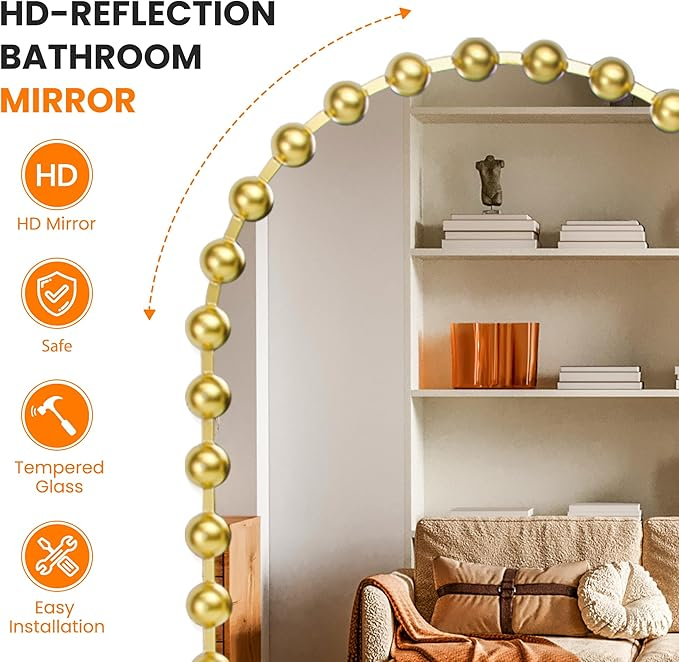 HD-REFLECTION
BATHROOM
MIRROR
HD
HD Mirror
Safe
Tempered
Glass
Easy
Installation